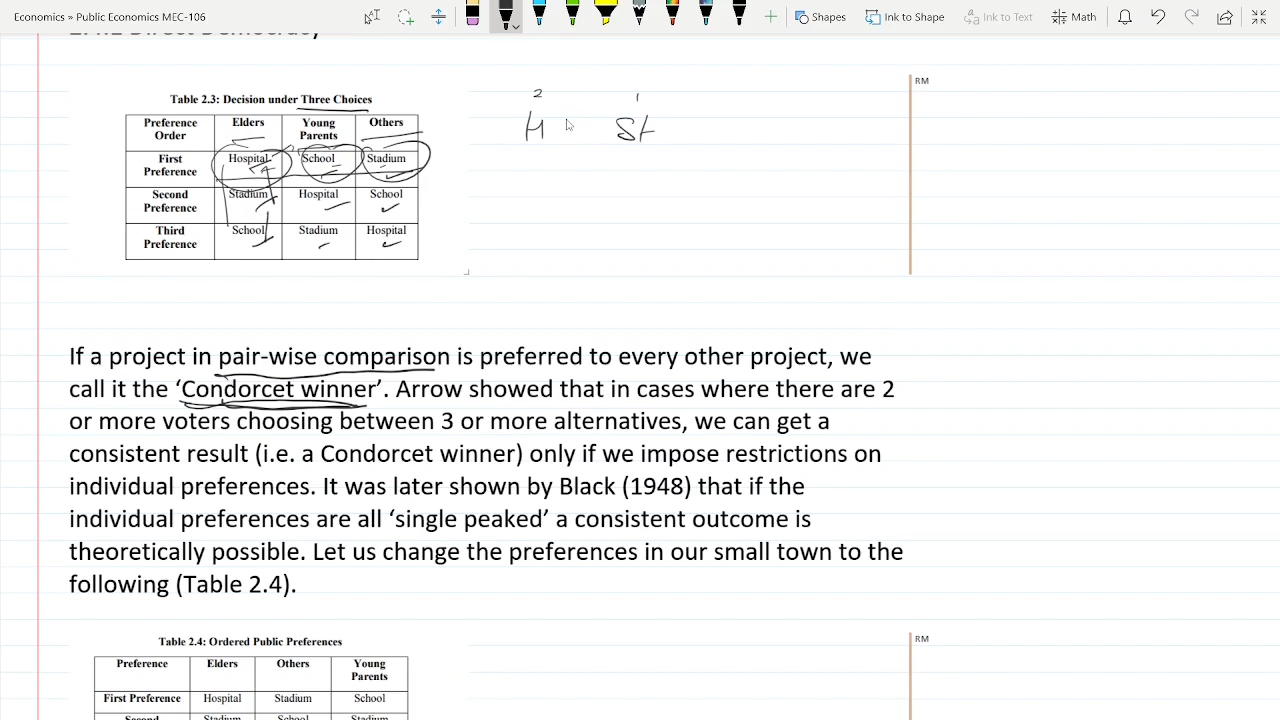 Economics » Public Economics MEC-106
Shapes Ink to Shape Ink to Text Math
Direct Democracy
RM
Table 2.3: Decision under Three Choices
2 1
H St
Preference Order Elders Young Parents Others
First Preference Hospital School Stadium
Second Preference Stadium Hospital School
Third Preference School Stadium Hospital
If a project in pair-wise comparison is preferred to every other project, we
call it the ‘Condorcet winner’. Arrow showed that in cases where there are 2
or more voters choosing between 3 or more alternatives, we can get a
consistent result (i.e. a Condorcet winner) only if we impose restrictions on
individual preferences. It was later shown by Black (1948) that if the
individual preferences are all ‘single peaked’ a consistent outcome is
theoretically possible. Let us change the preferences in our small town to the
following (Table 2.4).
Table 2.4: Ordered Public Preferences
RM
Preference Elders Others Young Parents
First Preference Hospital Stadium School
Second Stadium School Stadium